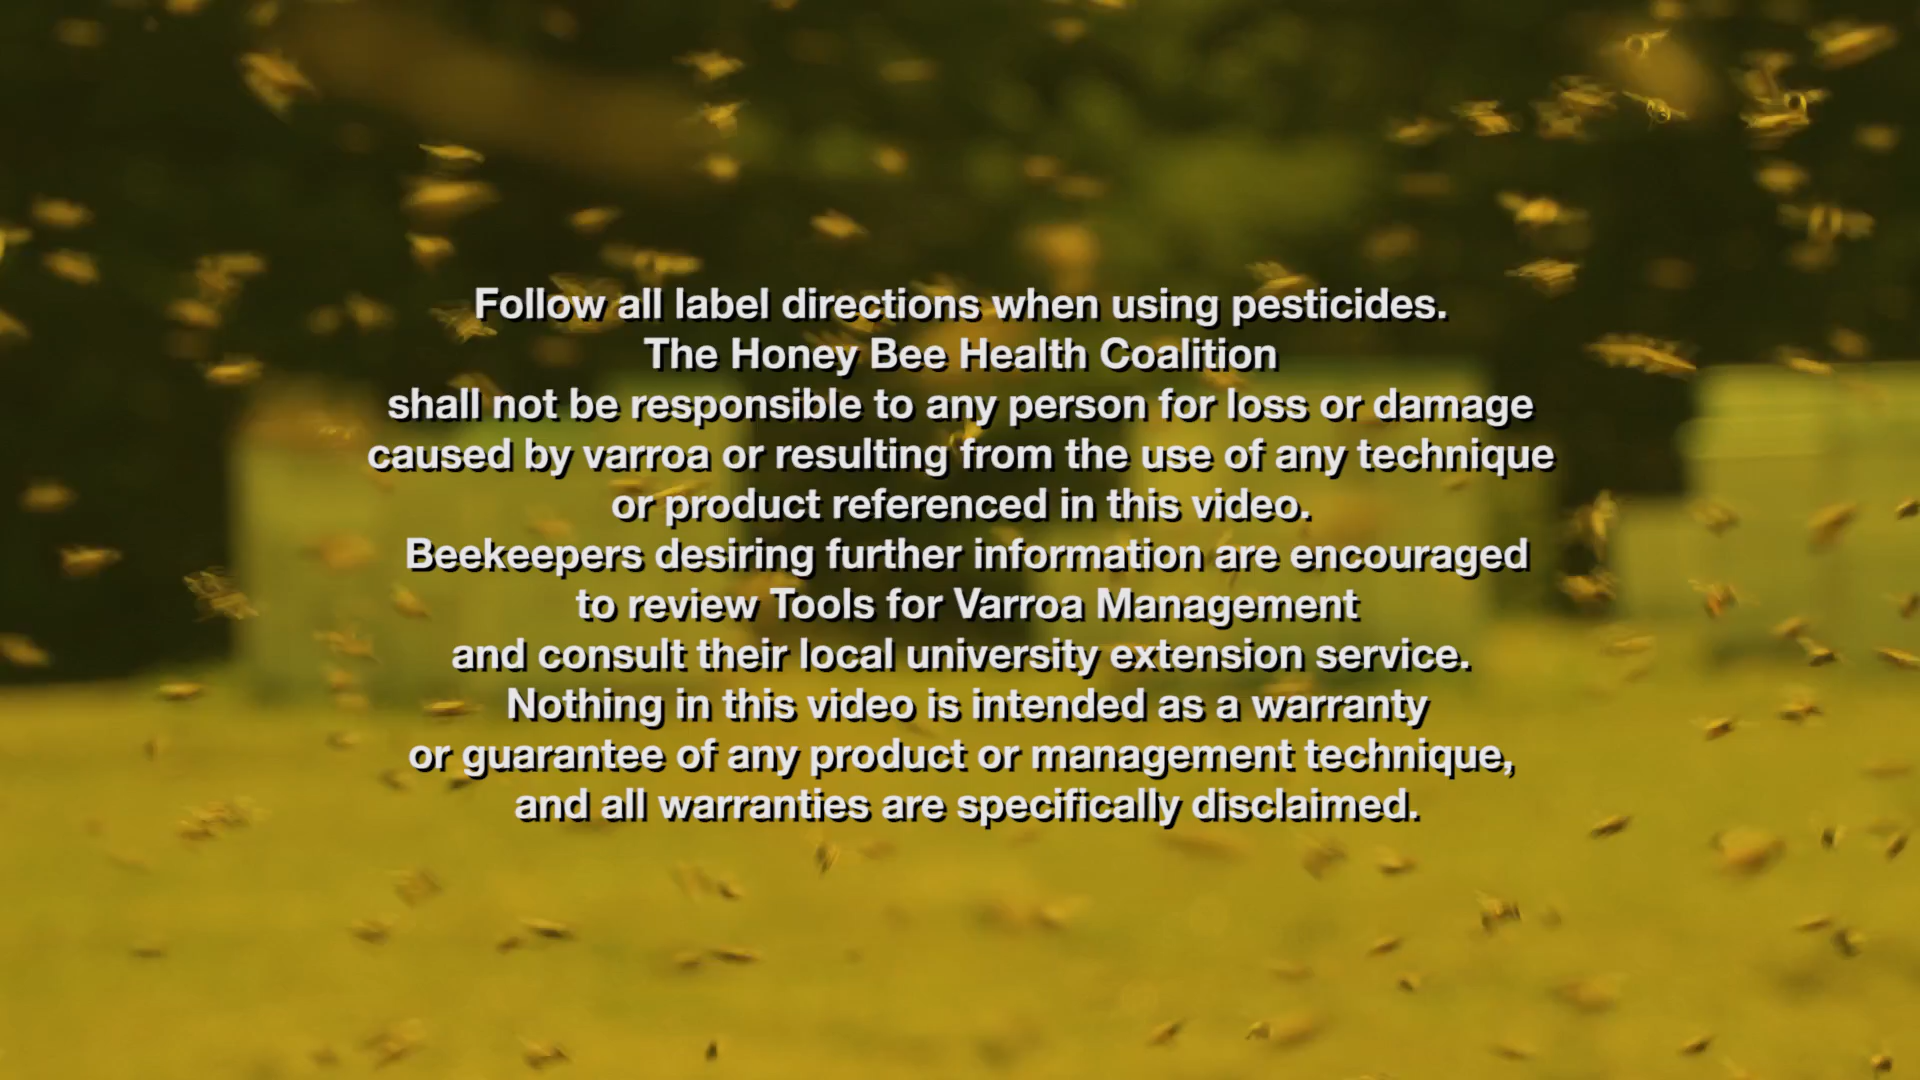 Follow all label directions when using pesticides.
The Honey Bee Health Coalition
shall not be responsible to any person for loss or damage
caused by varroa or resulting from the use of any technique
or product referenced in this video.
Beekeepers desiring further information are encouraged
to review Tools for Varroa Management
and consult their local university extension service.
Nothing in this video is intended as a warranty
or guarantee of any product or management technique,
and all warranties are specifically disclaimed.